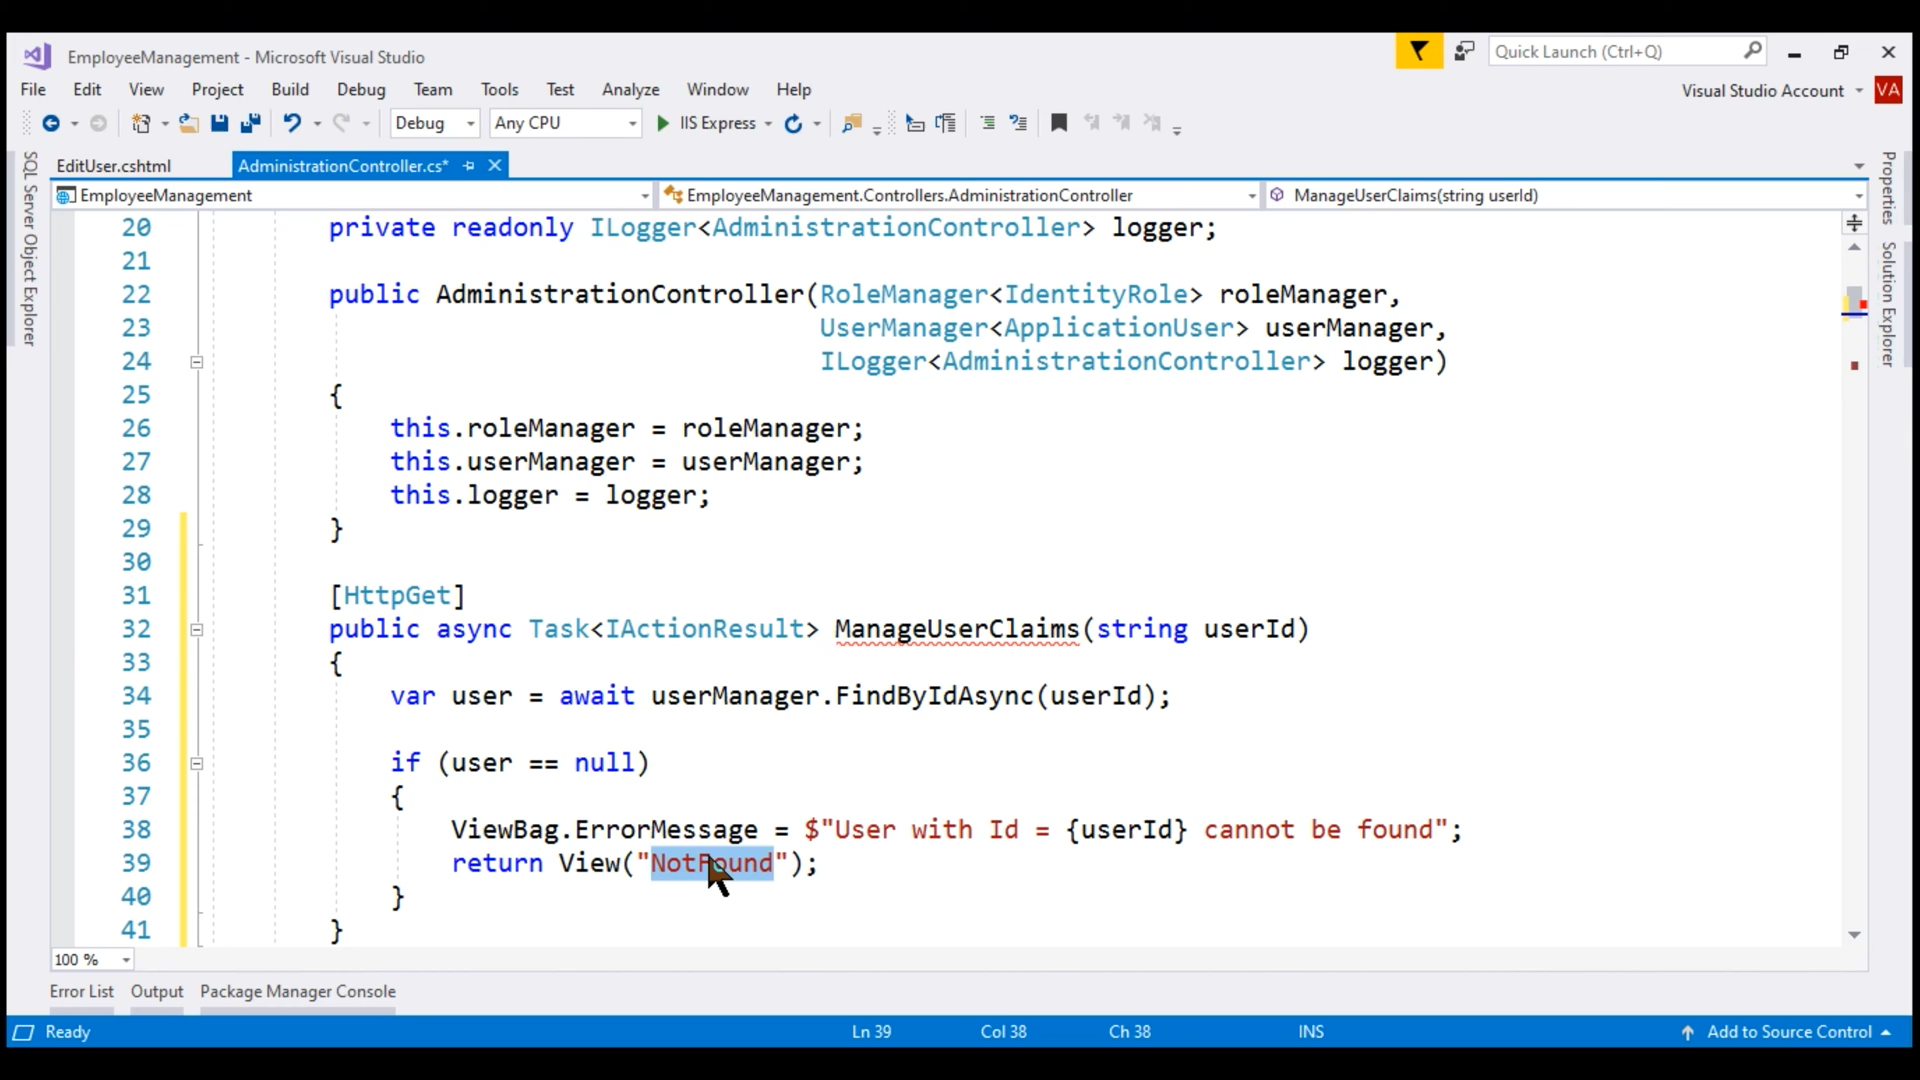 EmployeeManagement - Microsoft Visual Studio
Quick Launch (Ctrl+Q)
File Edit View Project Build Debug Team Tools Test Analyze Window Help
Visual Studio Account VA
Debug Any CPU IIS Express
EditUser.cshtml AdministrationController.cs*
EmployeeManagement EmployeeManagement.Controllers.AdministrationController ManageUserClaims(string userId)
SQL Server Object Explorer
Properties
Solution Explorer
20 private readonly ILogger<AdministrationController> logger;
21
22 public AdministrationController(RoleManager<IdentityRole> roleManager,
23 UserManager<ApplicationUser> userManager,
24 ILogger<AdministrationController> logger)
25 {
26 this.roleManager = roleManager;
27 this.userManager = userManager;
28 this.logger = logger;
29 }
30
31 [HttpGet]
32 public async Task<IActionResult> ManageUserClaims(string userId)
33 {
34 var user = await userManager.FindByIdAsync(userId);
35
36 if (user == null)
37 {
38 ViewBag.ErrorMessage = $"User with Id = {userId} cannot be found";
39 return View("NotFound");
40 }
41 }
100 %
Error List Output Package Manager Console
Ready Ln 39 Col 38 Ch 38 INS Add to Source Control